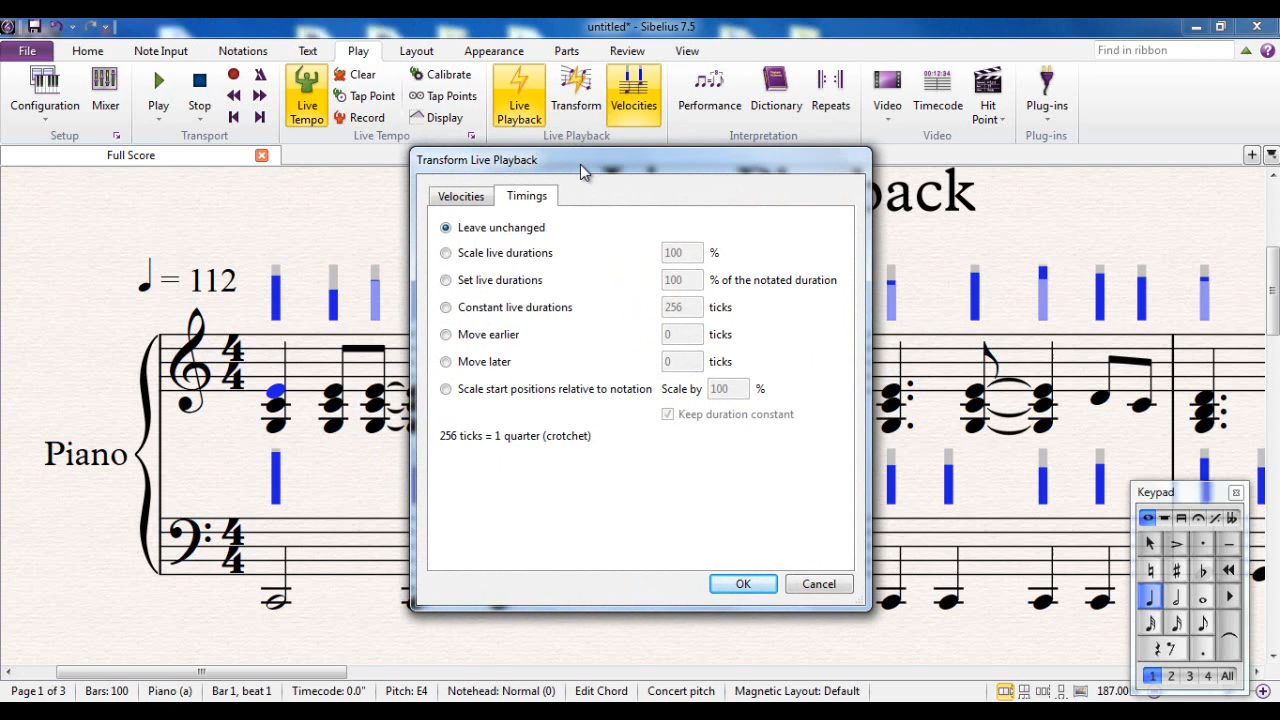 untitled* - Sibelius 7.5
File Home Note Input Notations Text Play Layout Appearance Parts Review View Find in ribbon
Configuration Mixer Play Stop Live Tempo Clear Tap Point Record Calibrate Tap Points Display Live Playback Transform Velocities Performance Dictionary Repeats Video Timecode Hit Point Plug-ins
Setup Transport Live Tempo Live Playback Interpretation Video Plug-ins
Full Score
Transform Live Playback
Velocities Timings
Leave unchanged
Scale live durations 100 %
Set live durations 100 % of the notated duration
Constant live durations 256 ticks
Move earlier 0 ticks
Move later 0 ticks
Scale start positions relative to notation Scale by 100 %
Keep duration constant
256 ticks = 1 quarter (crotchet)
OK Cancel
= 112
Piano
Keypad
1 2 3 4 All
Page 1 of 3 Bars: 100 Piano (a) Bar 1, beat 1 Timecode: 0.0" Pitch: E4 Notehead: Normal (0) Edit Chord Concert pitch Magnetic Layout: Default